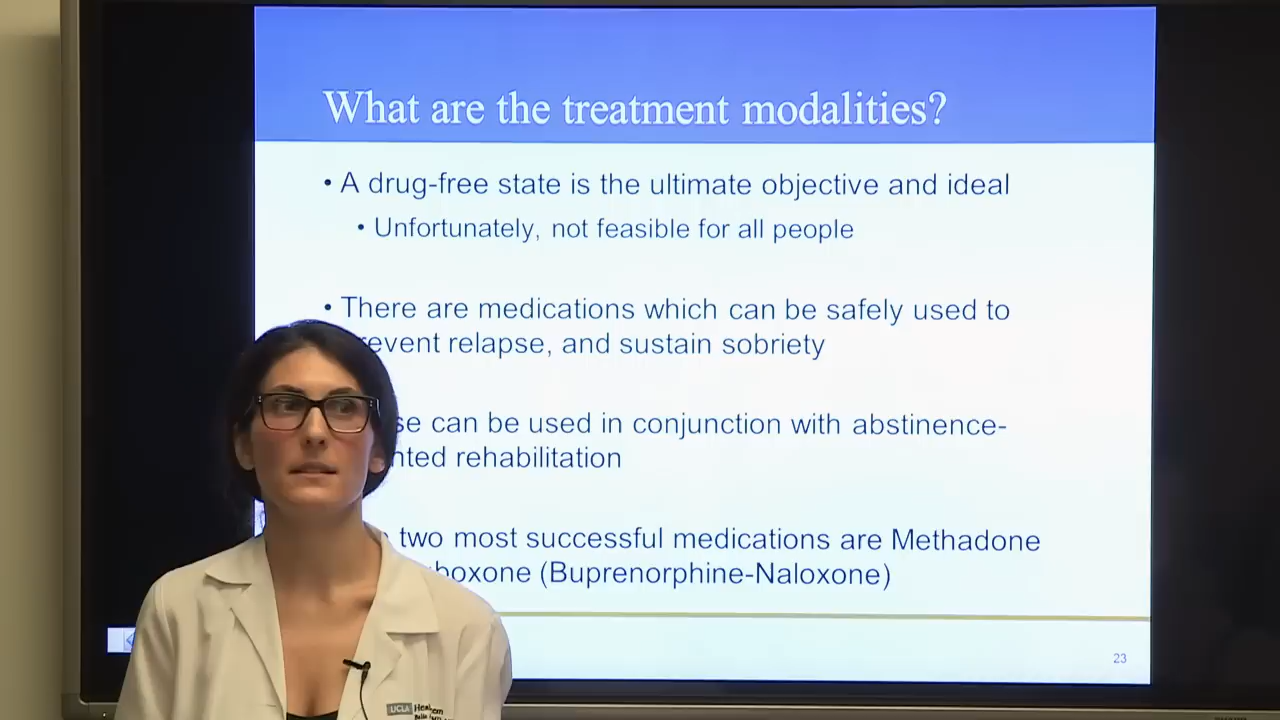 What are the treatment modalities?
• A drug-free state is the ultimate objective and ideal
• Unfortunately, not feasible for all people
• There are medications which can be safely used to
revent relapse, and sustain sobriety
se can be used in conjunction with abstinence-
nted rehabilitation
two most successful medications are Methadone
boxone (Buprenorphine-Naloxone)
23
UCLA Health